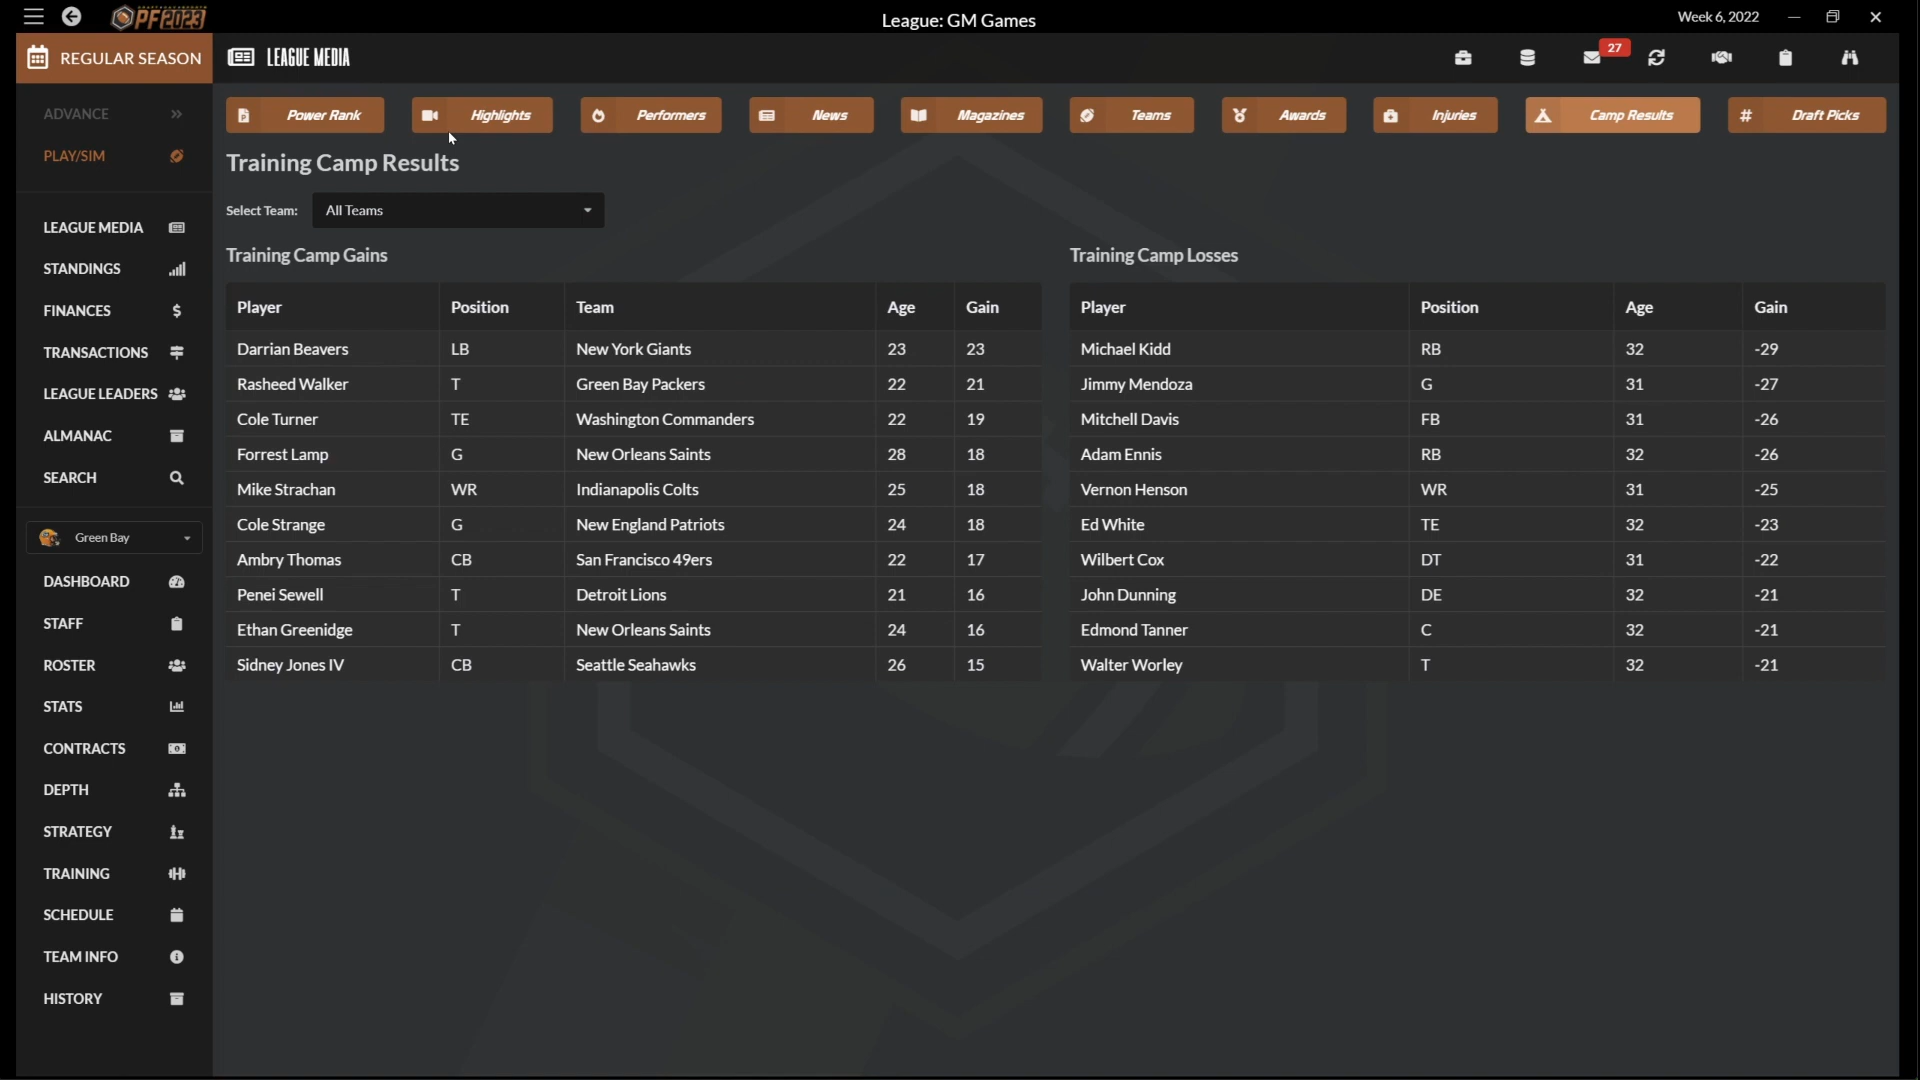 PF2023
League: GM Games
Week 6, 2022
REGULAR SEASON
LEAGUE MEDIA
27
ADVANCE
PLAY/SIM
LEAGUE MEDIA
STANDINGS
FINANCES
TRANSACTIONS
LEAGUE LEADERS
ALMANAC
SEARCH
Green Bay
DASHBOARD
STAFF
ROSTER
STATS
CONTRACTS
DEPTH
STRATEGY
TRAINING
SCHEDULE
TEAM INFO
HISTORY
Power Rank Highlights Performers News Magazines Teams Awards Injuries Camp Results # Draft Picks
Training Camp Results
Select Team: All Teams
Training Camp Gains
Player Position Team Age Gain
Darrian Beavers LB New York Giants 23 23
Rasheed Walker T Green Bay Packers 22 21
Cole Turner TE Washington Commanders 22 19
Forrest Lamp G New Orleans Saints 28 18
Mike Strachan WR Indianapolis Colts 25 18
Cole Strange G New England Patriots 24 18
Ambry Thomas CB San Francisco 49ers 22 17
Penei Sewell T Detroit Lions 21 16
Ethan Greenidge T New Orleans Saints 24 16
Sidney Jones IV CB Seattle Seahawks 26 15
Training Camp Losses
Player Position Age Gain
Michael Kidd RB 32 -29
Jimmy Mendoza G 31 -27
Mitchell Davis FB 31 -26
Adam Ennis RB 32 -26
Vernon Henson WR 31 -25
Ed White TE 32 -23
Wilbert Cox DT 31 -22
John Dunning DE 32 -21
Edmond Tanner C 32 -21
Walter Worley T 32 -21